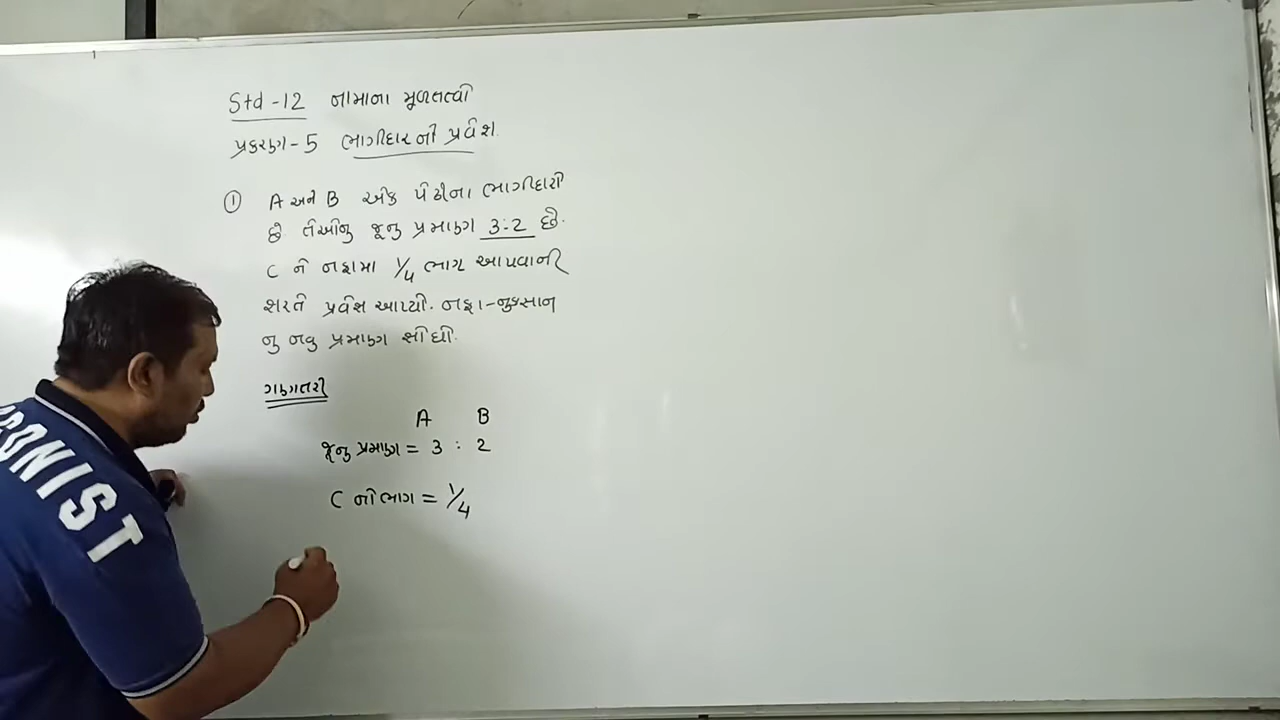 Std-12 નામાના મૂળતત્વો
પ્રકરણ-5 ભાગીદારનો પ્રવેશ.
① A અને B એક પેઢીના ભાગીદારો
છે તેઓનુ જૂનુ પ્રમાણ 3:2 છે.
C ને નફામા 1/4 ભાગ આપવાની
શરતે પ્રવેશ આપ્યો. નફા-નુકસાન
નુ નવુ પ્રમાણ શોધો.
ગણતરી
A B
જૂનુ પ્રમાણ = 3 : 2
C નો ભાગ = 1/4
ONIST